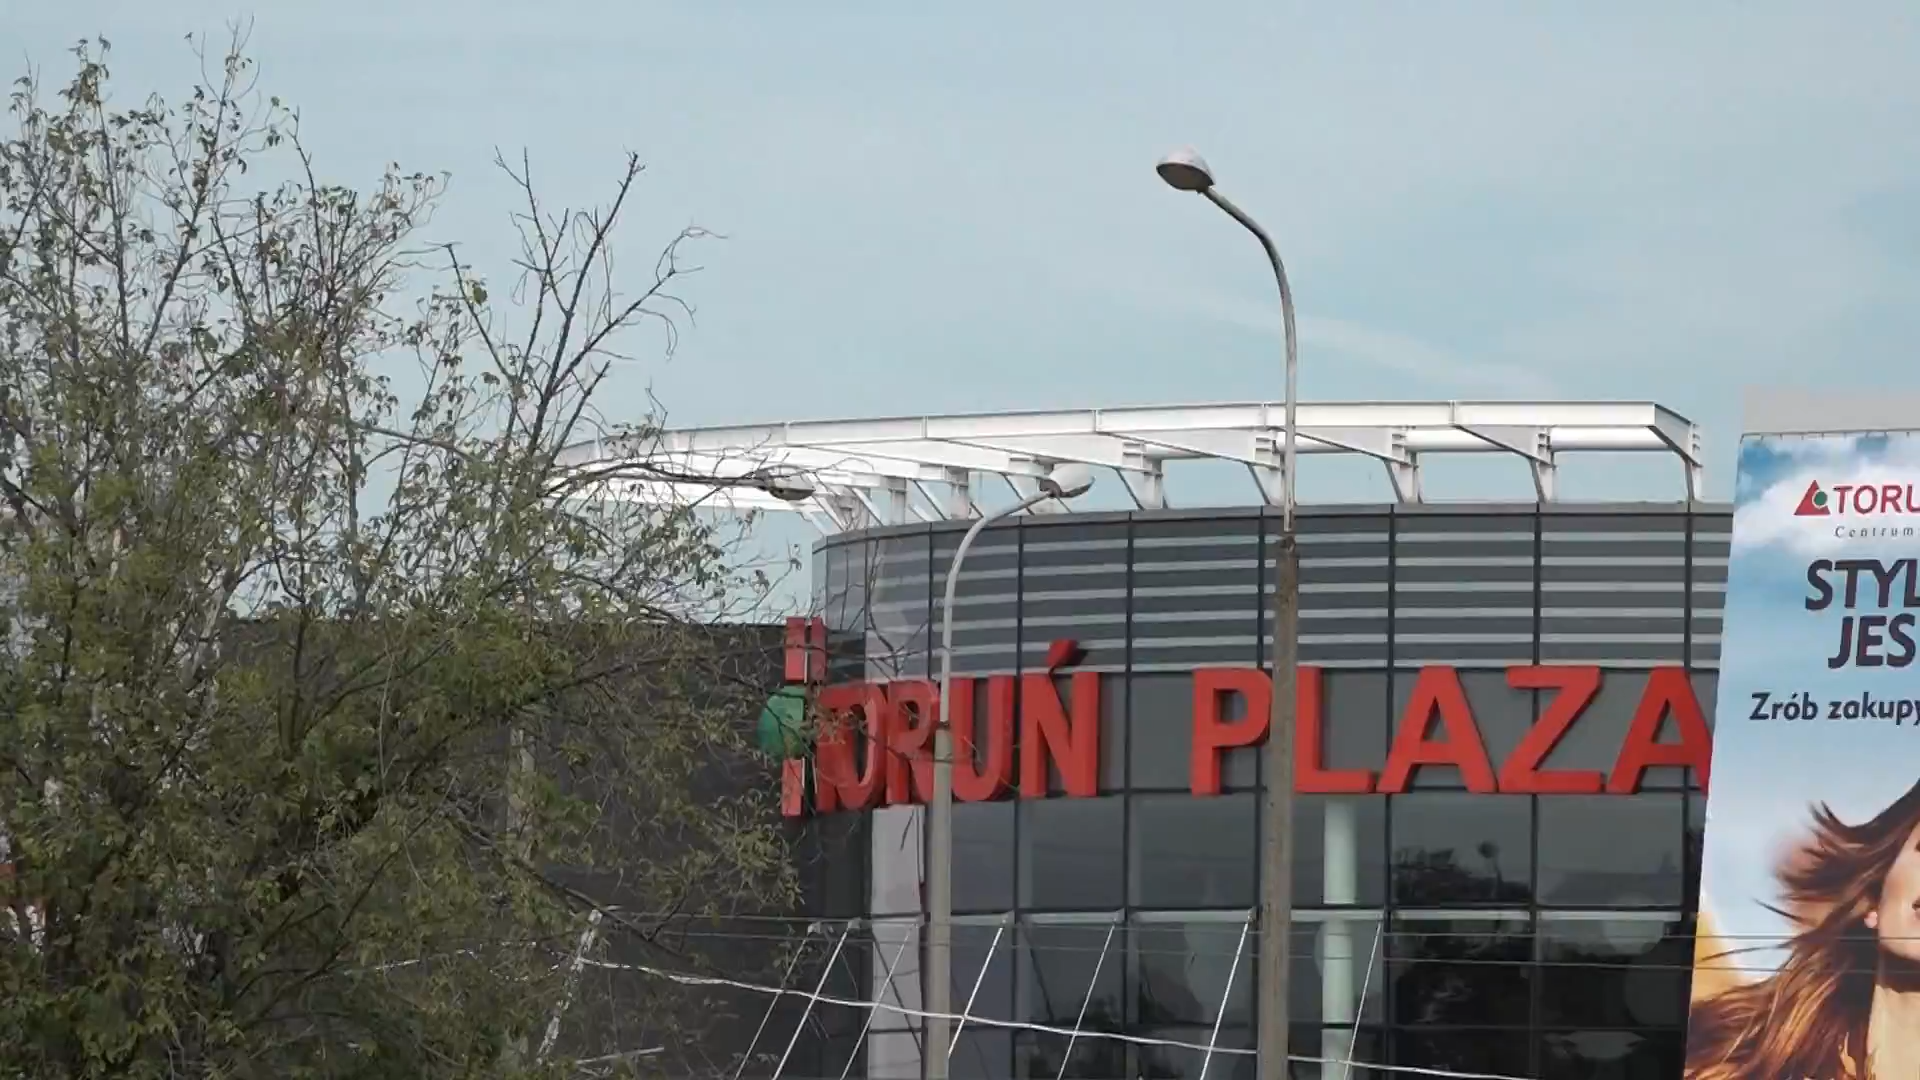 TORUŃ PLAZA
TORU
Centrum
STYL
JES
Zrób zakupy